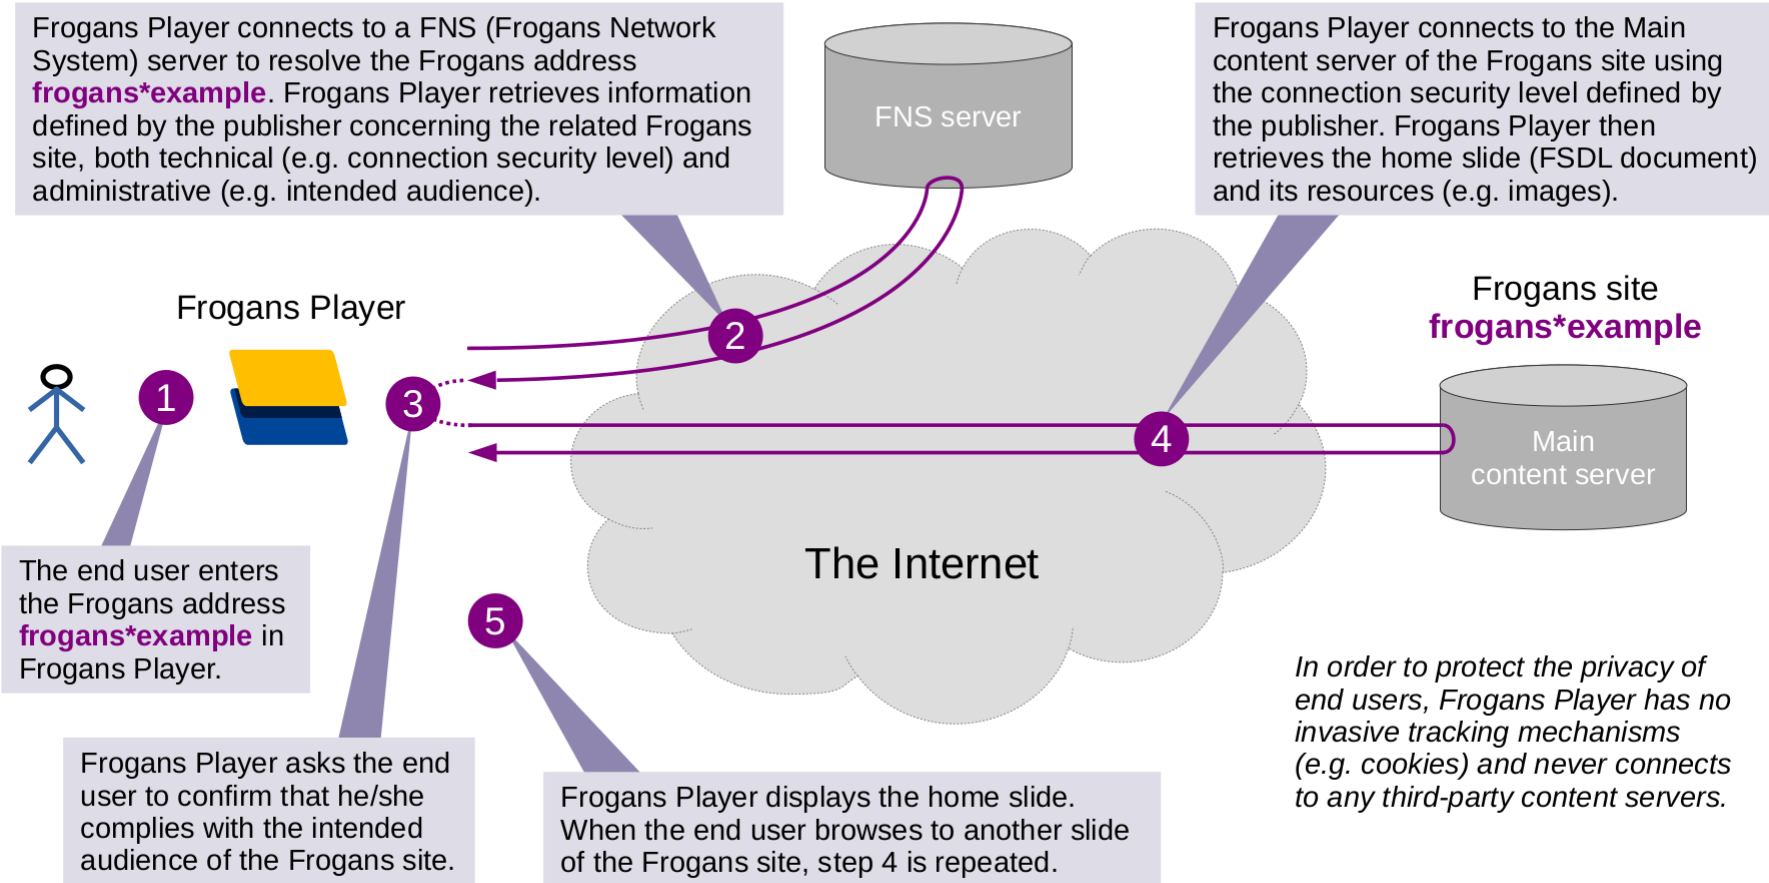 Frogans Player connects to a FNS (Frogans Network
System) server to resolve the Frogans address
frogans*example. Frogans Player retrieves information
defined by the publisher concerning the related Frogans
site, both technical (e.g. connection security level) and
administrative (e.g. intended audience).
FNS server
Frogans Player connects to the Main
content server of the Frogans site using
the connection security level defined by
the publisher. Frogans Player then
retrieves the home slide (FSDL document)
and its resources (e.g. images).
Frogans Player
Frogans site
frogans*example
1
2
3
4
Main
content server
The Internet
The end user enters
the Frogans address
frogans*example in
Frogans Player.
5
In order to protect the privacy of
end users, Frogans Player has no
invasive tracking mechanisms
(e.g. cookies) and never connects
to any third-party content servers.
Frogans Player asks the end
user to confirm that he/she
complies with the intended
audience of the Frogans site.
Frogans Player displays the home slide.
When the end user browses to another slide
of the Frogans site, step 4 is repeated.